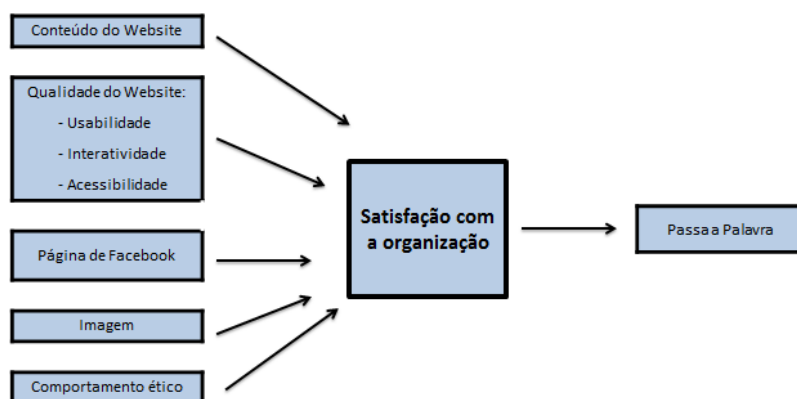 Conteúdo do Website
Qualidade do Website:
- Usabilidade
- Interatividade
- Acessibilidade
Página de Facebook
Imagem
Comportamento ético
Satisfação com
a organização
Passa a Palavra